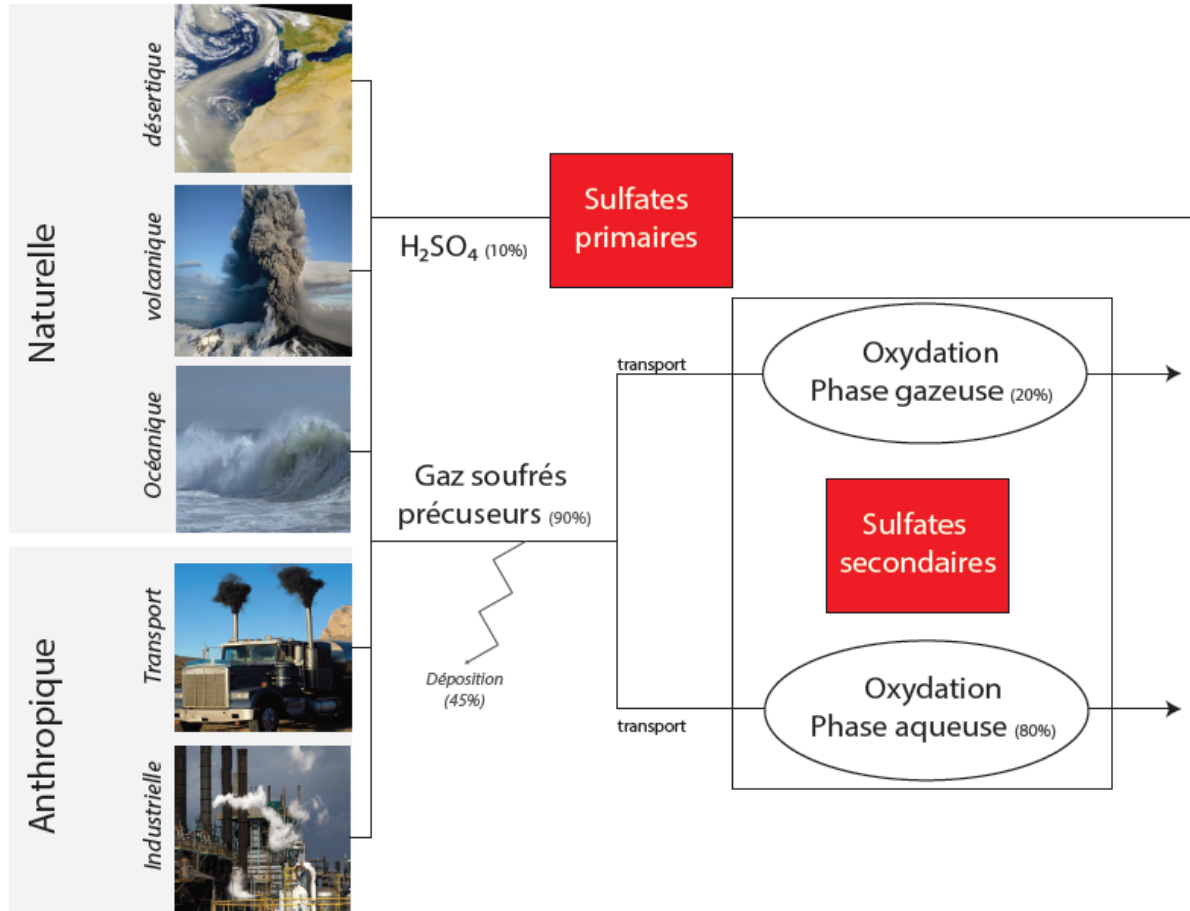 Naturelle
désertique
volcanique
Océanique
Anthropique
Transport
Industrielle
H₂SO₄ (10%)
Sulfates
primaires
Gaz soufrés
précuseurs (90%)
Déposition
(45%)
transport
Oxydation
Phase gazeuse (20%)
Sulfates
secondaires
transport
Oxydation
Phase aqueuse (80%)